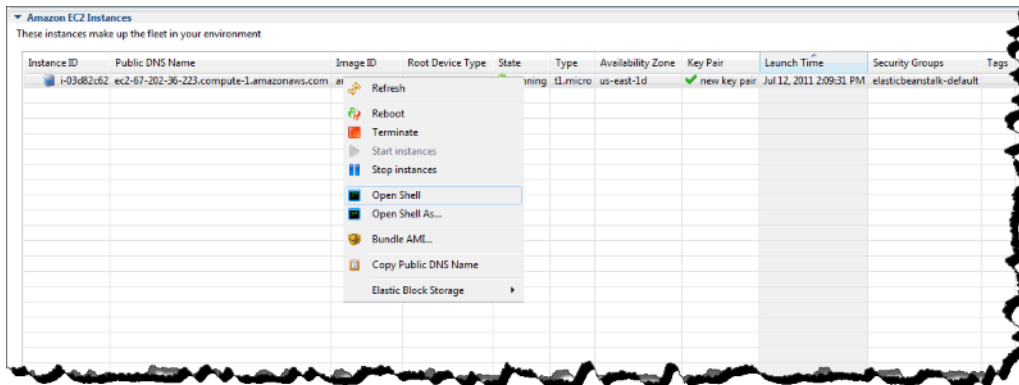 Amazon EC2 Instances
These instances make up the fleet in your environment
Instance ID Public DNS Name Image ID Root Device Type State Type Availability Zone Key Pair Launch Time Security Groups Tags
i-03d82c62 ec2-67-202-36-223.compute-1.amazonaws.com nning t1.micro us-east-1d new key pair Jul 12, 2011 2:09:31 PM elasticbeanstalk-default
Refresh
Reboot
Terminate
Start instances
Stop instances
Open Shell
Open Shell As...
Bundle AMI...
Copy Public DNS Name
Elastic Block Storage